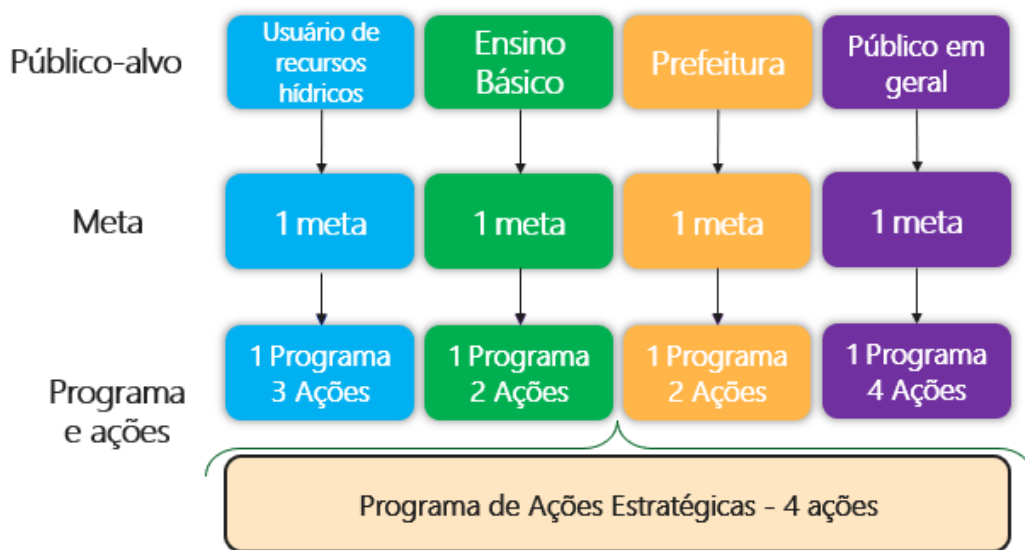 Público-alvo
Usuário de
recursos
hídricos
Ensino
Básico
Prefeitura
Público em
geral
Meta
1 meta
1 meta
1 meta
1 meta
Programa
e ações
1 Programa
3 Ações
1 Programa
2 Ações
1 Programa
2 Ações
1 Programa
4 Ações
Programa de Ações Estratégicas - 4 ações